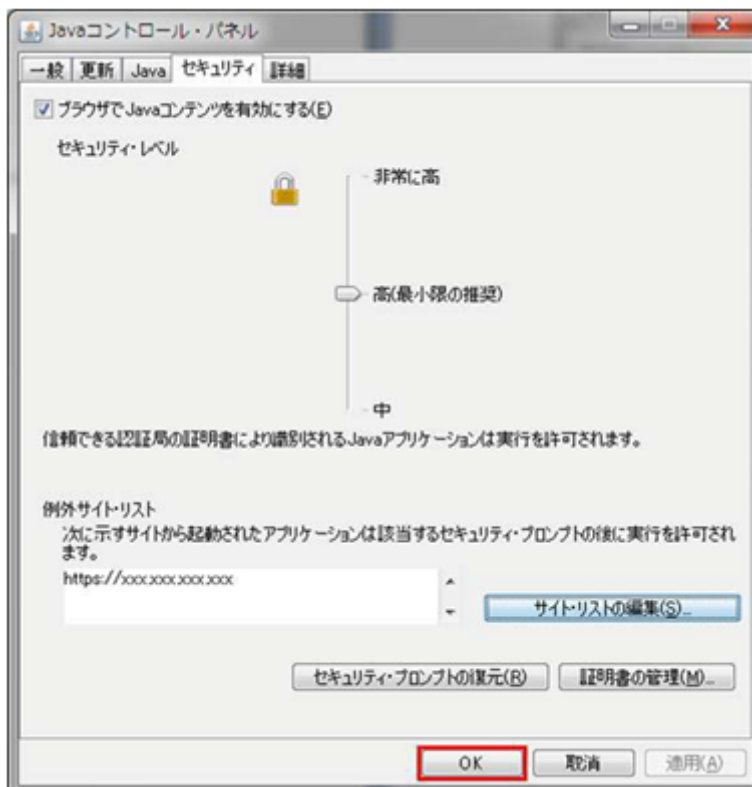 Javaコントロール・パネル
一般 更新 Java セキュリティ 詳細
ブラウザでJavaコンテンツを有効にする(E)
セキュリティ・レベル
非常に高
高(最小限の推奨)
中
信頼できる認証局の証明書により識別されるJavaアプリケーションは実行を許可されます。
例外サイト・リスト
次に示すサイトから起動されたアプリケーションは該当するセキュリティ・プロンプトの後に実行を許可され
ます。
https://xxx.xxx.xxx.xxx
サイト・リストの編集(S)...
セキュリティ・プロンプトの復元(R) 証明書の管理(M)...
OK 取消 適用(A)